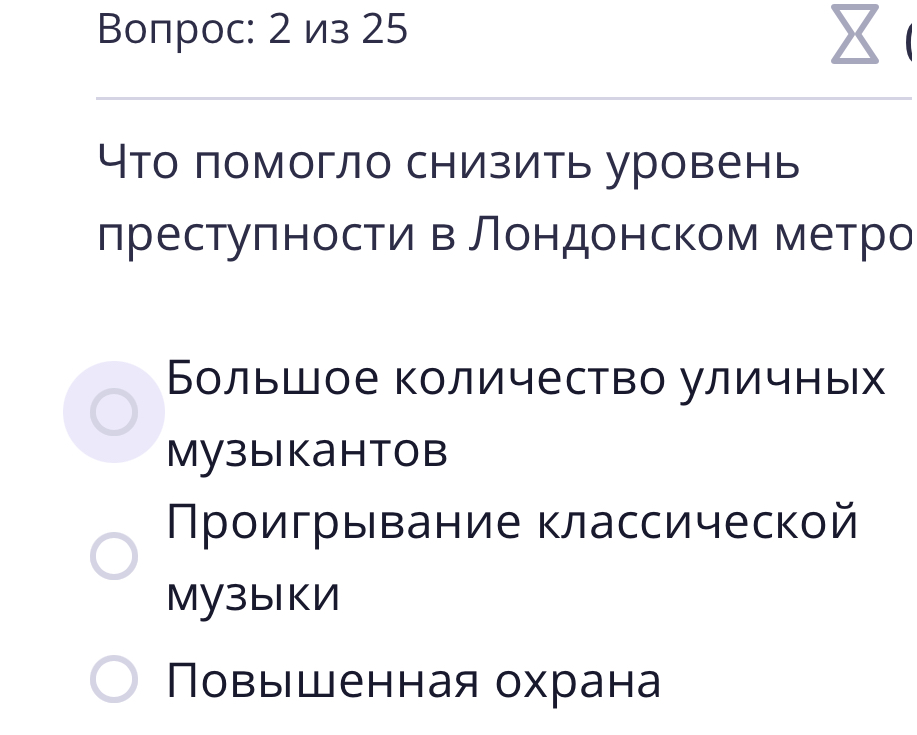 Вопрос: 2 из 25
Что помогло снизить уровень
преступности в Лондонском метро
Большое количество уличных
музыкантов
Проигрывание классической
музыки
Повышенная охрана